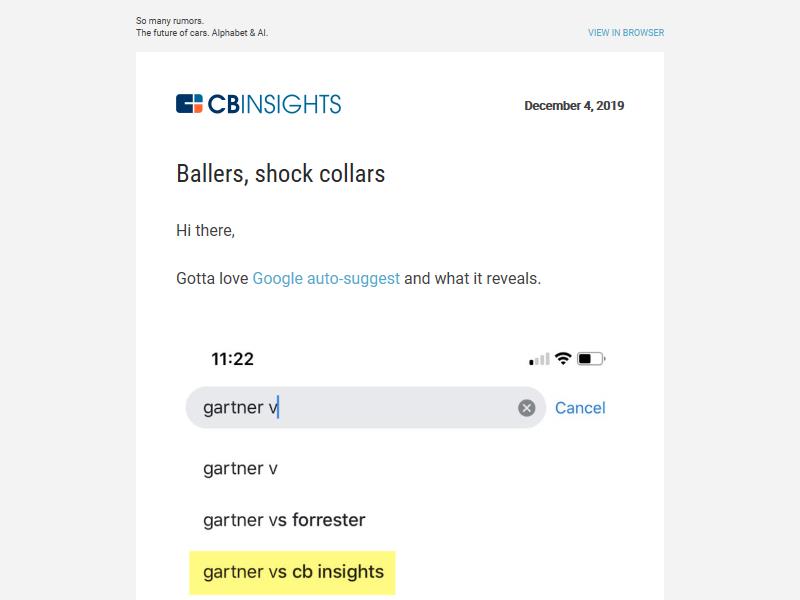 So many rumors.
The future of cars. Alphabet & AI.
VIEW IN BROWSER
CBINSIGHTS
December 4, 2019
Ballers, shock collars
Hi there,
Gotta love Google auto-suggest and what it reveals.
11:22
gartner v
Cancel
gartner v
gartner vs forrester
gartner vs cb insights